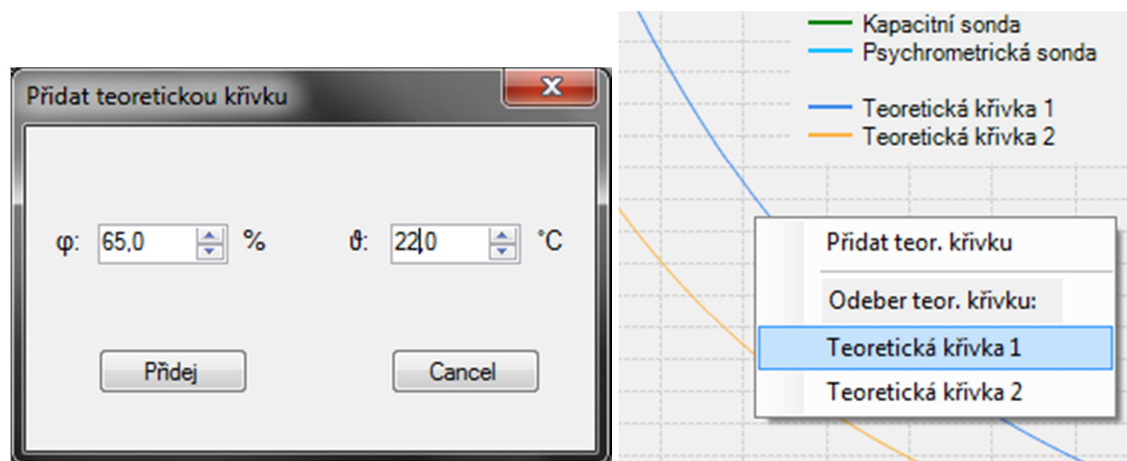 Přidat teoretickou křivku
φ: 65,0 % ϑ: 22,0 °C
Přidej Cancel
Kapacitní sonda
Psychrometrická sonda
Teoretická křivka 1
Teoretická křivka 2
Přidat teor. křivku
Odeber teor. křivku:
Teoretická křivka 1
Teoretická křivka 2